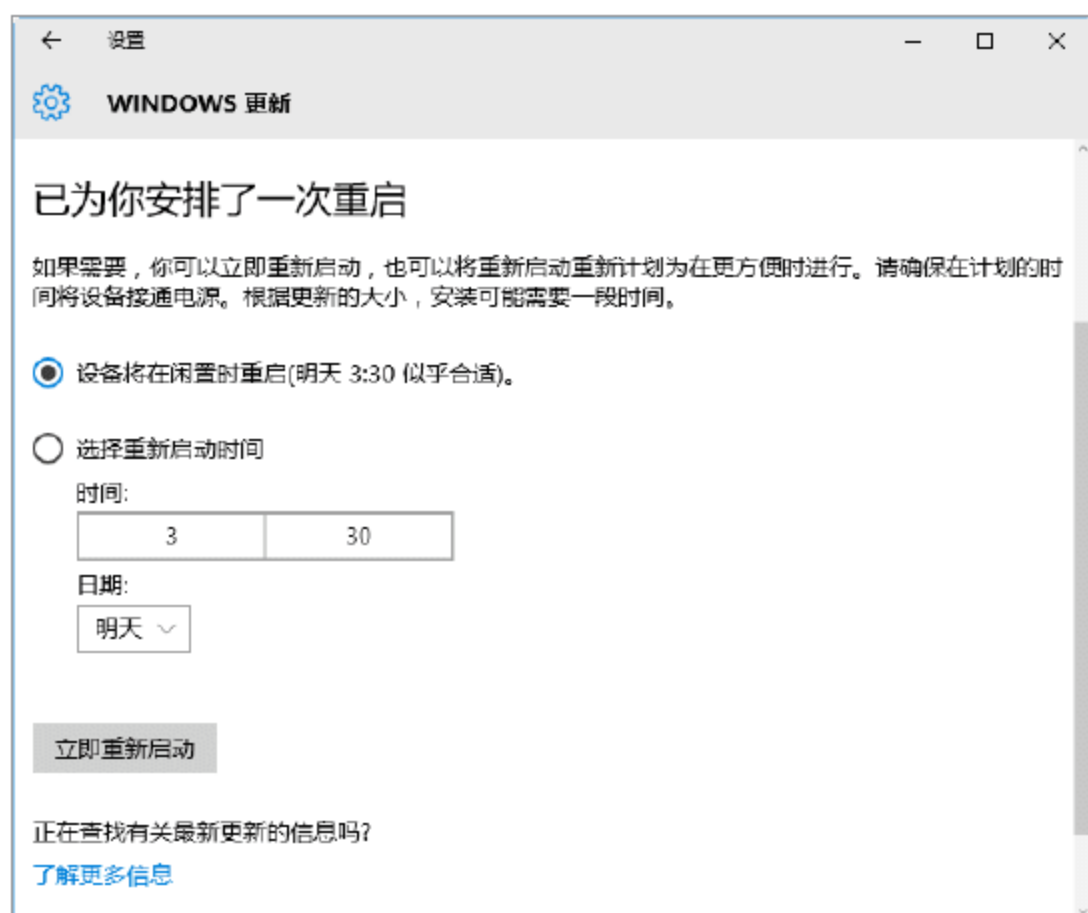 设置
WINDOWS 更新
已为你安排了一次重启
如果需要，你可以立即重新启动，也可以将重新启动重新计划为在更方便时进行。请确保在计划的时
间将设备接通电源。根据更新的大小，安装可能需要一段时间。
设备将在闲置时重启(明天 3:30 似乎合适)。
选择重新启动时间
时间:
3 30
日期:
明天
立即重新启动
正在查找有关最新更新的信息吗?
了解更多信息